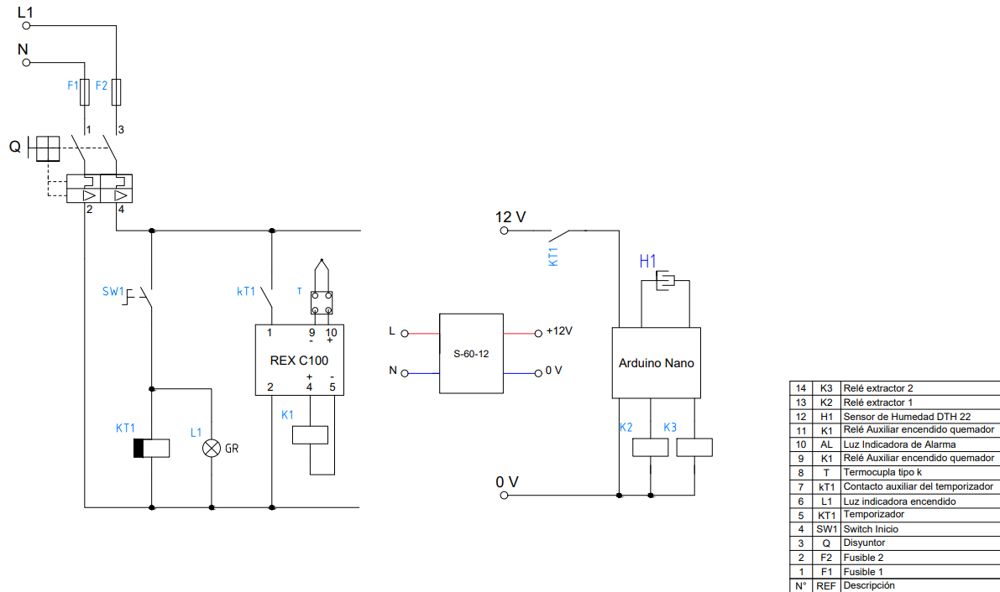 L1
N
F1 F2
1 3
Q
2 4
12 V
KT1
H1
SW1
kT1
T
1 9 10
- +
REX C100
+ -
2 4 5
L +12V
S-60-12
N 0 V
Arduino Nano
K1
KT1
L1
GR
K2 K3
0 V
14 K3 Relé extractor 2
13 K2 Relé extractor 1
12 H1 Sensor de Humedad DTH 22
11 K1 Relé Auxiliar encendido quemador
10 AL Luz Indicadora de Alarma
9 K1 Relé Auxiliar encendido quemador
8 T Termocupla tipo k
7 kT1 Contacto auxiliar del temporizador
6 L1 Luz indicadora encendido
5 KT1 Temporizador
4 SW1 Switch Inicio
3 Q Disyuntor
2 F2 Fusible 2
1 F1 Fusible 1
N° REF Descripción